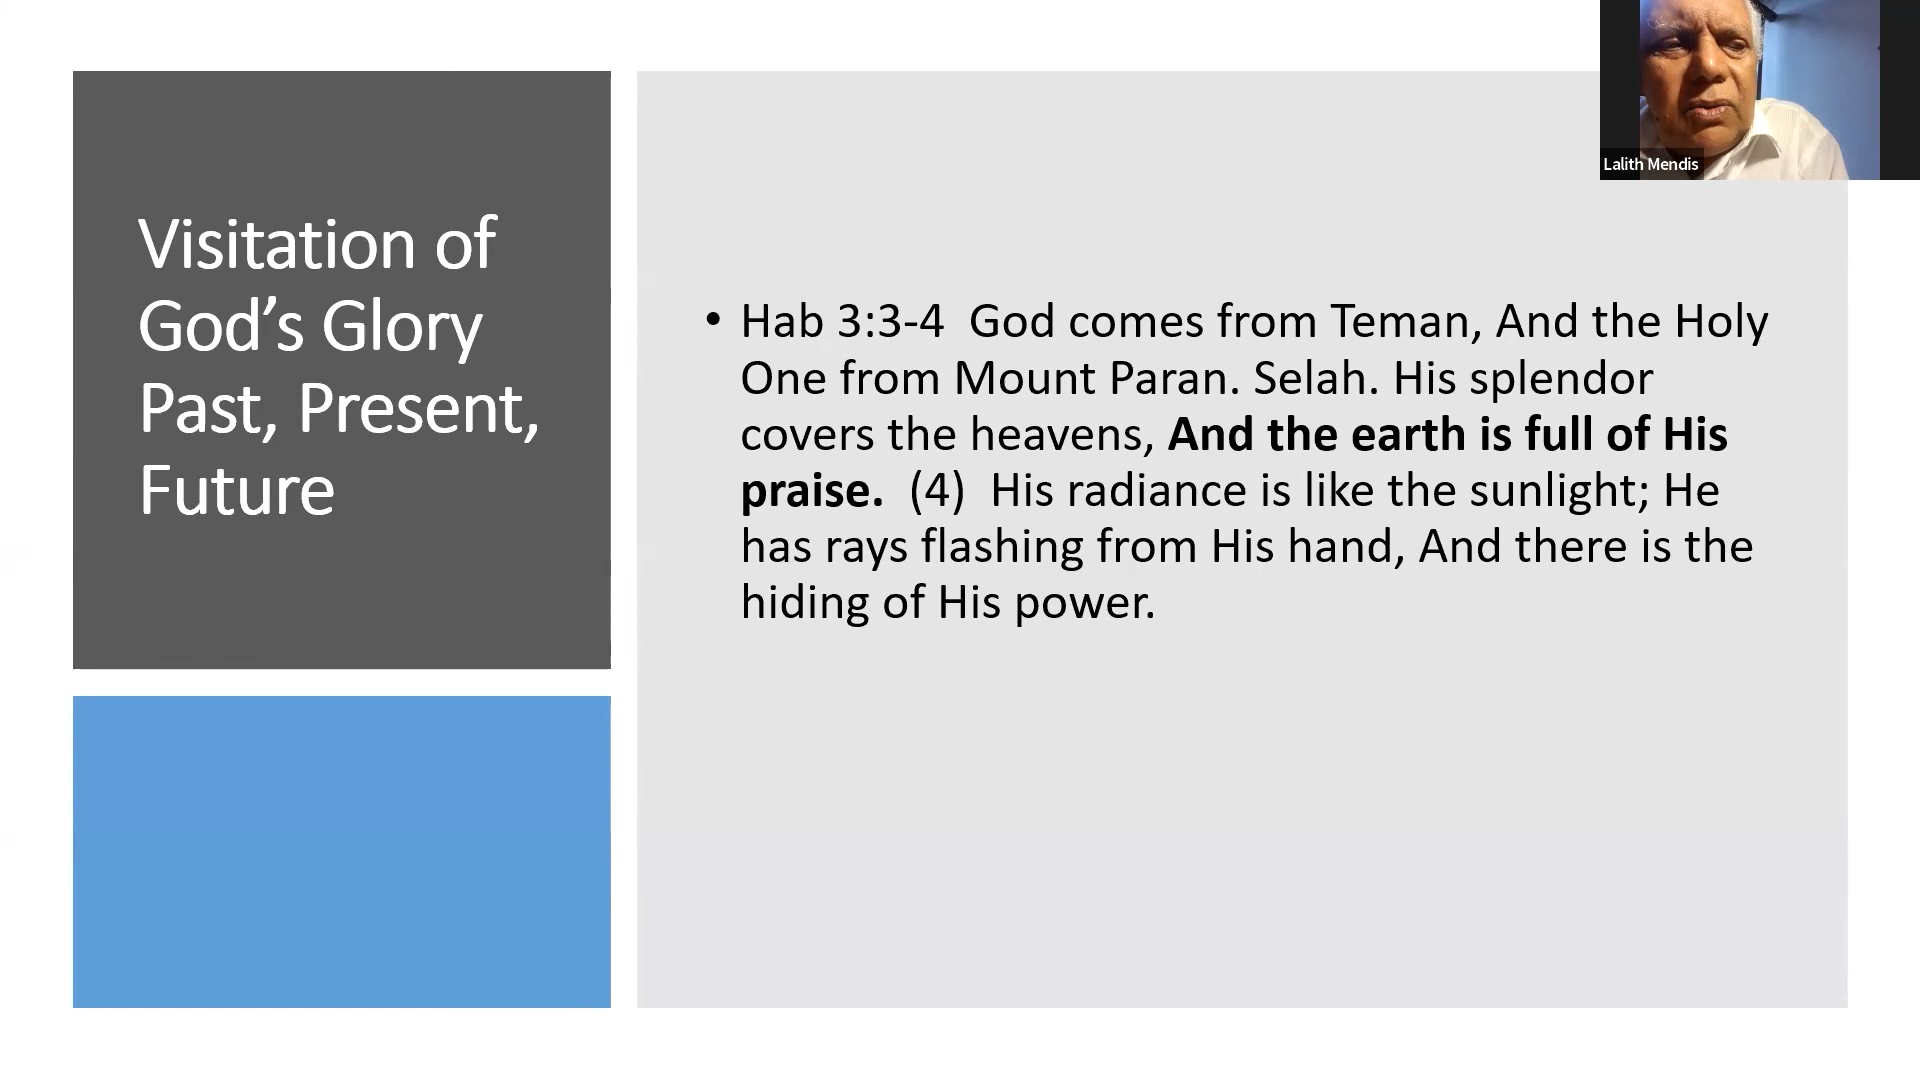 Visitation of
God’s Glory
Past, Present,
Future
• Hab 3:3-4  God comes from Teman, And the Holy
One from Mount Paran. Selah. His splendor
covers the heavens, And the earth is full of His
praise.  (4)  His radiance is like the sunlight; He
has rays flashing from His hand, And there is the
hiding of His power.
Lalith Mendis